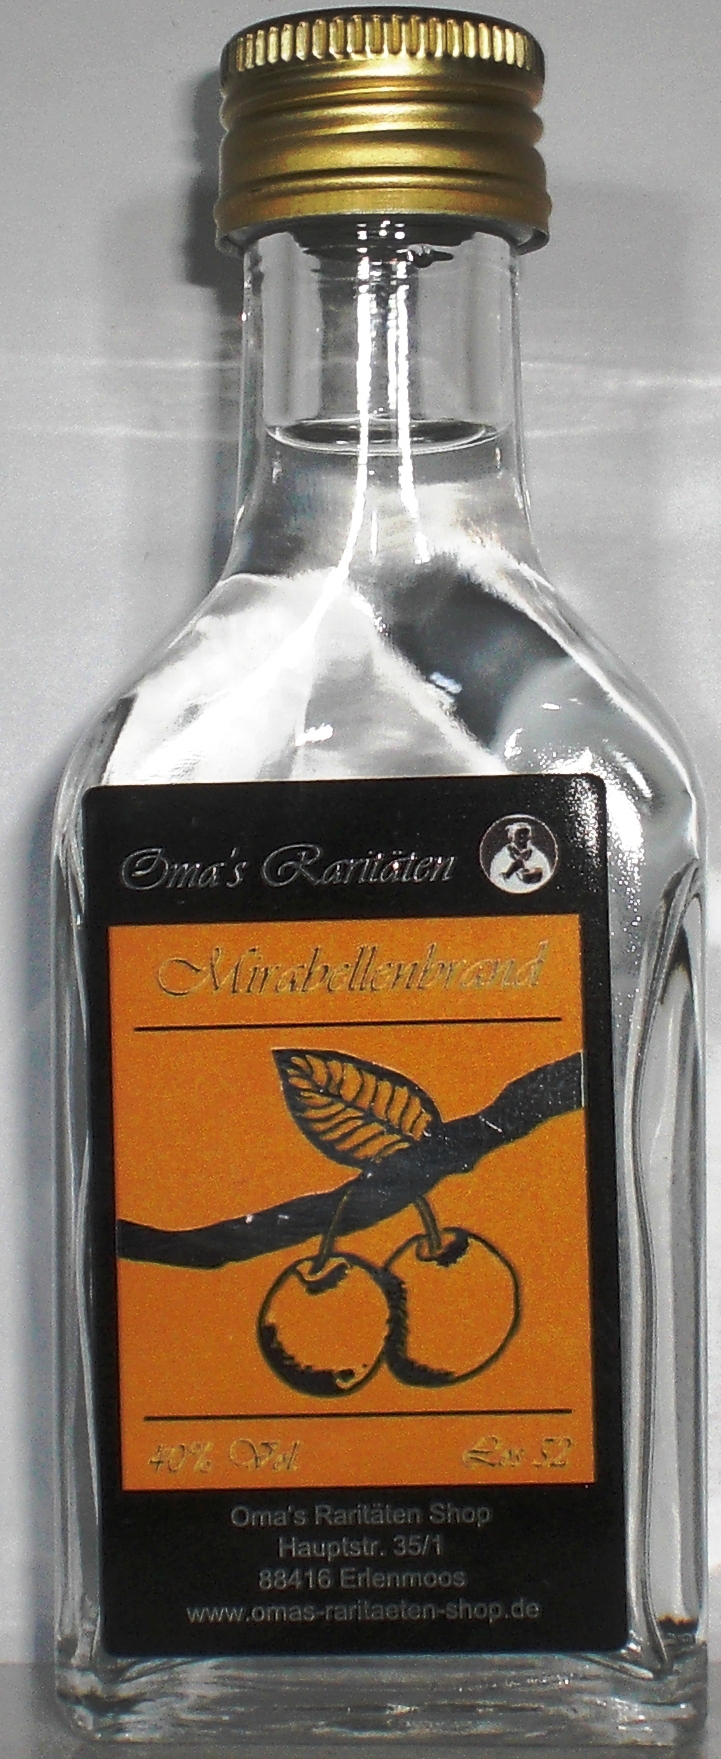 Oma's Raritäten
Mirabellenbrand
40% Vol.
Los 52
Oma's Raritäten Shop
Hauptstr. 35/1
88416 Erlenmoos
www.omas-raritaeten-shop.de